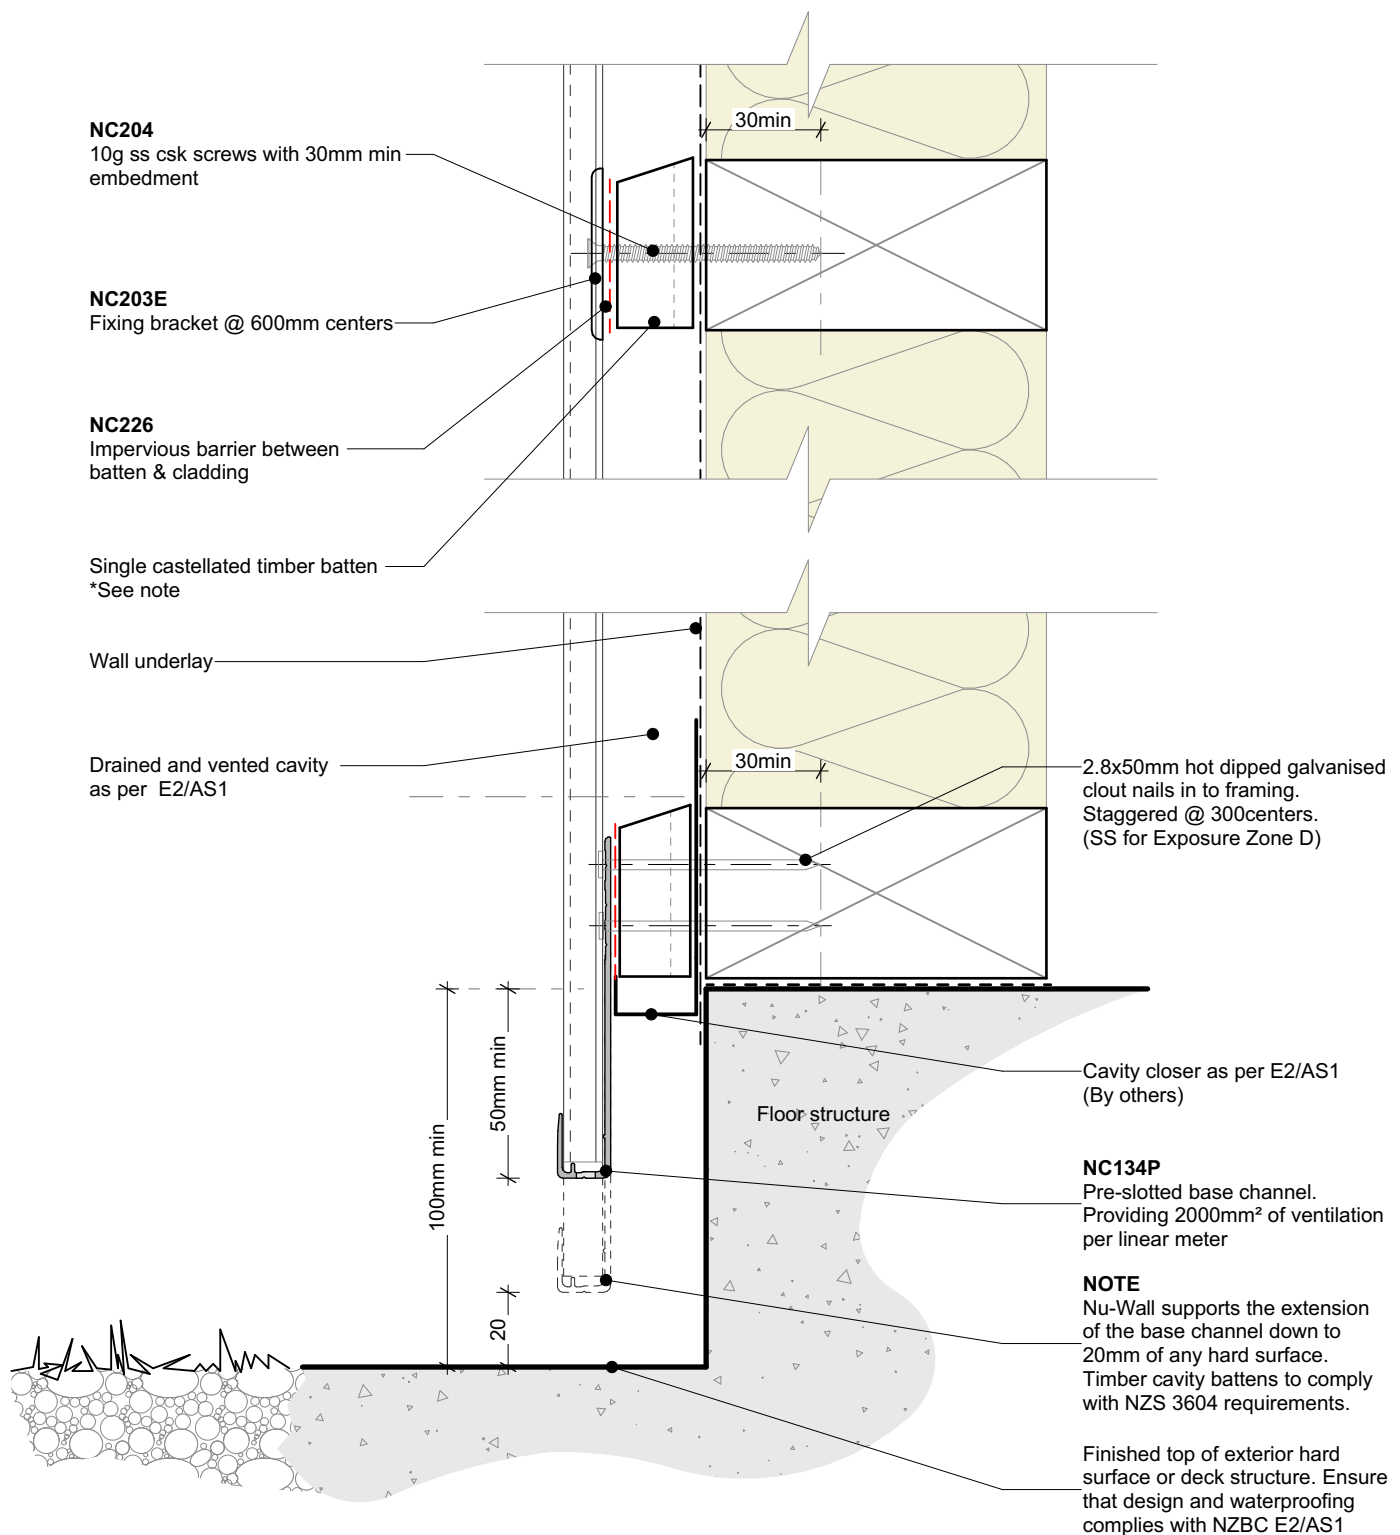 30min
NC204
10g ss csk screws with 30mm min
embedment
NC203E
Fixing bracket @ 600mm centers
NC226
Impervious barrier between
batten & cladding
Single castellated timber batten
*See note
Wall underlay
Drained and vented cavity
as per E2/AS1
30min
2.8x50mm hot dipped galvanised
clout nails in to framing.
Staggered @ 300centers.
(SS for Exposure Zone D)
Cavity closer as per E2/AS1
(By others)
50mm min
100mm min
Floor structure
NC134P
Pre-slotted base channel.
Providing 2000mm² of ventilation
per linear meter
20
NOTE
Nu-Wall supports the extension
of the base channel down to
20mm of any hard surface.
Timber cavity battens to comply
with NZS 3604 requirements.
Finished top of exterior hard
surface or deck structure. Ensure
that design and waterproofing
complies with NZBC E2/AS1